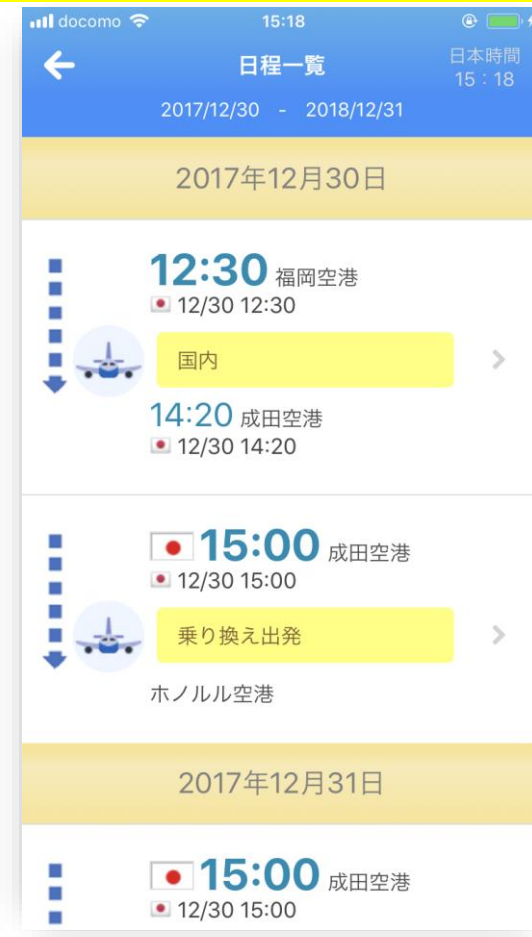 docomo 15:18
日程一覧
日本時間
15:18
2017/12/30 - 2018/12/31
2017年12月30日
12:30 福岡空港
12/30 12:30
国内
14:20 成田空港
12/30 14:20
15:00 成田空港
12/30 15:00
乗り換え出発
ホノルル空港
2017年12月31日
15:00 成田空港
12/30 15:00